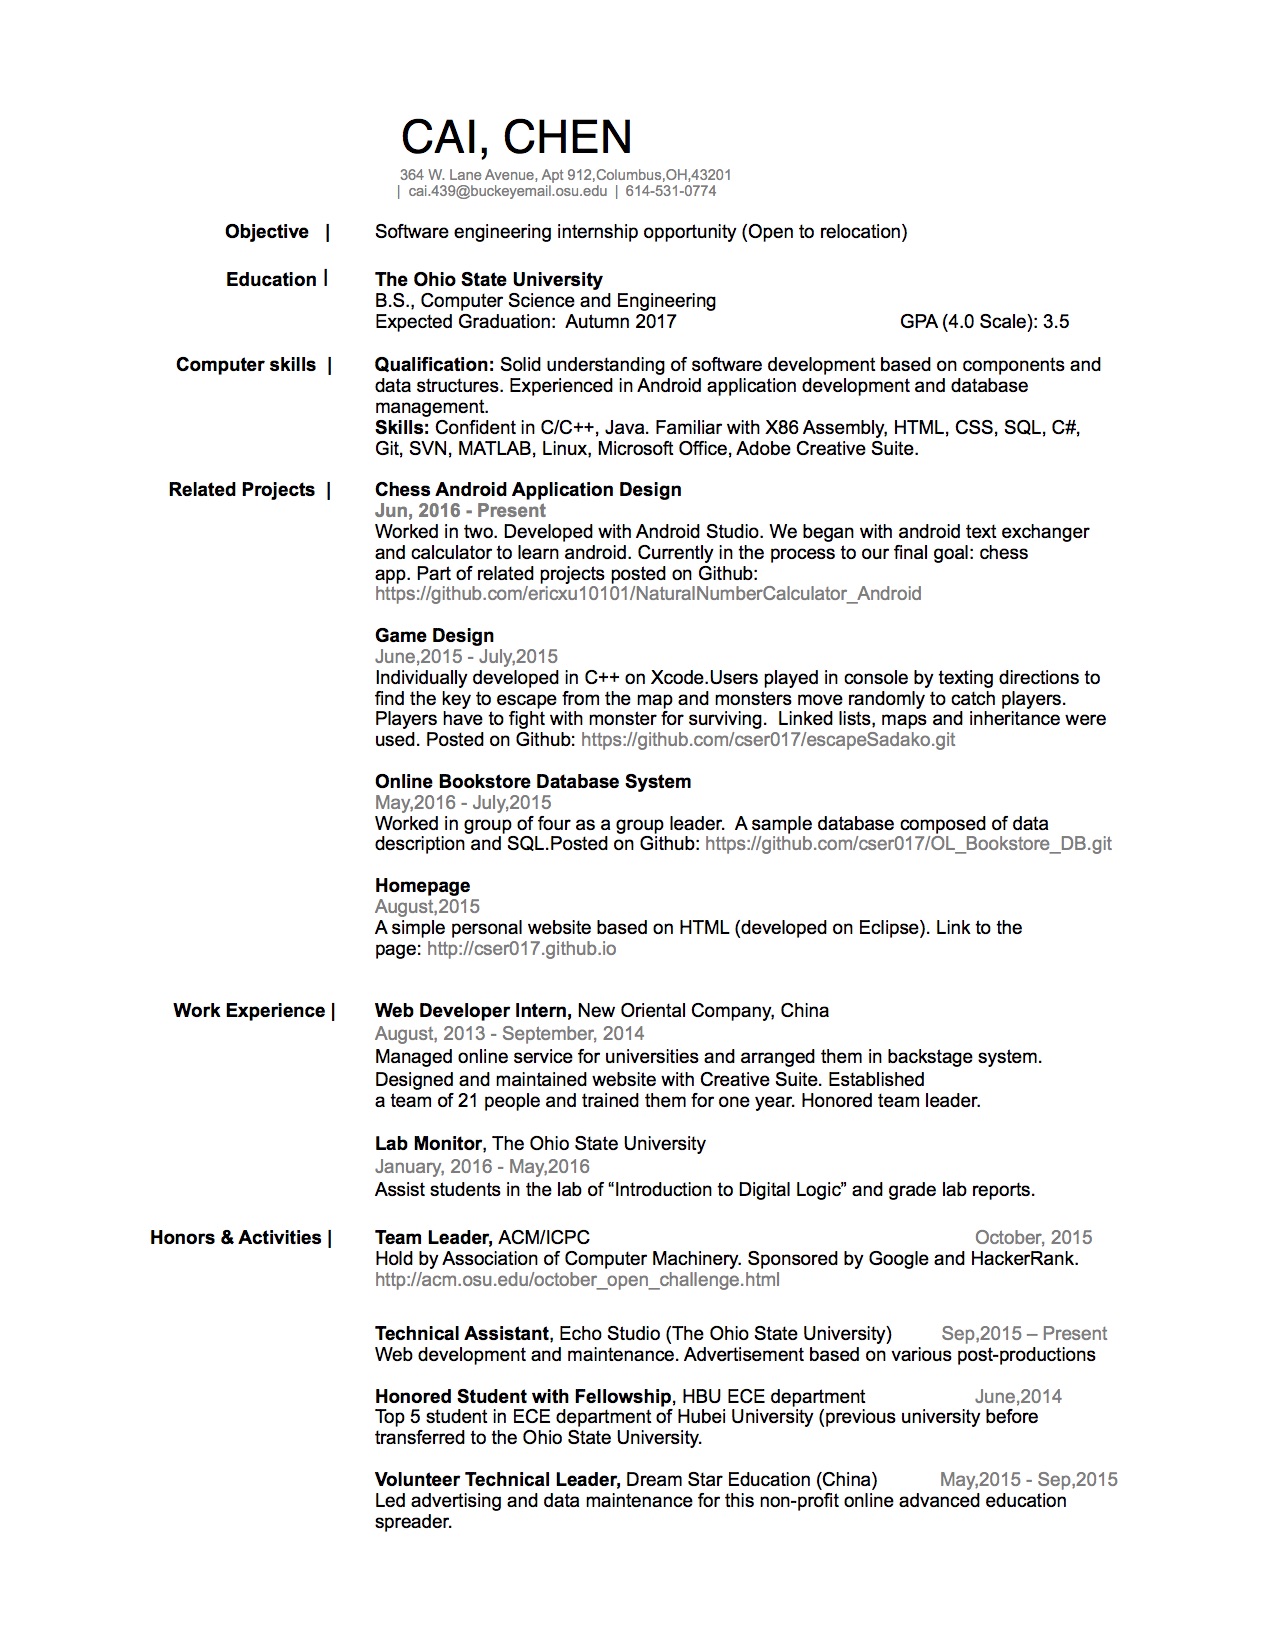 CAI, CHEN
364 W. Lane Avenue, Apt 912,Columbus,OH,43201
| cai.439@buckeyemail.osu.edu | 614-531-0774
Objective | Software engineering internship opportunity (Open to relocation)
Education | The Ohio State University
B.S., Computer Science and Engineering
Expected Graduation: Autumn 2017 GPA (4.0 Scale): 3.5
Computer skills | Qualification: Solid understanding of software development based on components and
data structures. Experienced in Android application development and database
management.
Skills: Confident in C/C++, Java. Familiar with X86 Assembly, HTML, CSS, SQL, C#,
Git, SVN, MATLAB, Linux, Microsoft Office, Adobe Creative Suite.
Related Projects | Chess Android Application Design
Jun, 2016 - Present
Worked in two. Developed with Android Studio. We began with android text exchanger
and calculator to learn android. Currently in the process to our final goal: chess
app. Part of related projects posted on Github:
https://github.com/ericxu10101/NaturalNumberCalculator_Android
Game Design
June,2015 - July,2015
Individually developed in C++ on Xcode.Users played in console by texting directions to
find the key to escape from the map and monsters move randomly to catch players.
Players have to fight with monster for surviving. Linked lists, maps and inheritance were
used. Posted on Github: https://github.com/cser017/escapeSadako.git
Online Bookstore Database System
May,2016 - July,2015
Worked in group of four as a group leader. A sample database composed of data
description and SQL.Posted on Github: https://github.com/cser017/OL_Bookstore_DB.git
Homepage
August,2015
A simple personal website based on HTML (developed on Eclipse). Link to the
page: http://cser017.github.io
Work Experience | Web Developer Intern, New Oriental Company, China
August, 2013 - September, 2014
Managed online service for universities and arranged them in backstage system.
Designed and maintained website with Creative Suite. Established
a team of 21 people and trained them for one year. Honored team leader.
Lab Monitor, The Ohio State University
January, 2016 - May,2016
Assist students in the lab of “Introduction to Digital Logic” and grade lab reports.
Honors & Activities | Team Leader, ACM/ICPC October, 2015
Hold by Association of Computer Machinery. Sponsored by Google and HackerRank.
http://acm.osu.edu/october_open_challenge.html
Technical Assistant, Echo Studio (The Ohio State University) Sep,2015 – Present
Web development and maintenance. Advertisement based on various post-productions
Honored Student with Fellowship, HBU ECE department June,2014
Top 5 student in ECE department of Hubei University (previous university before
transferred to the Ohio State University.
Volunteer Technical Leader, Dream Star Education (China) May,2015 - Sep,2015
Led advertising and data maintenance for this non-profit online advanced education
spreader.